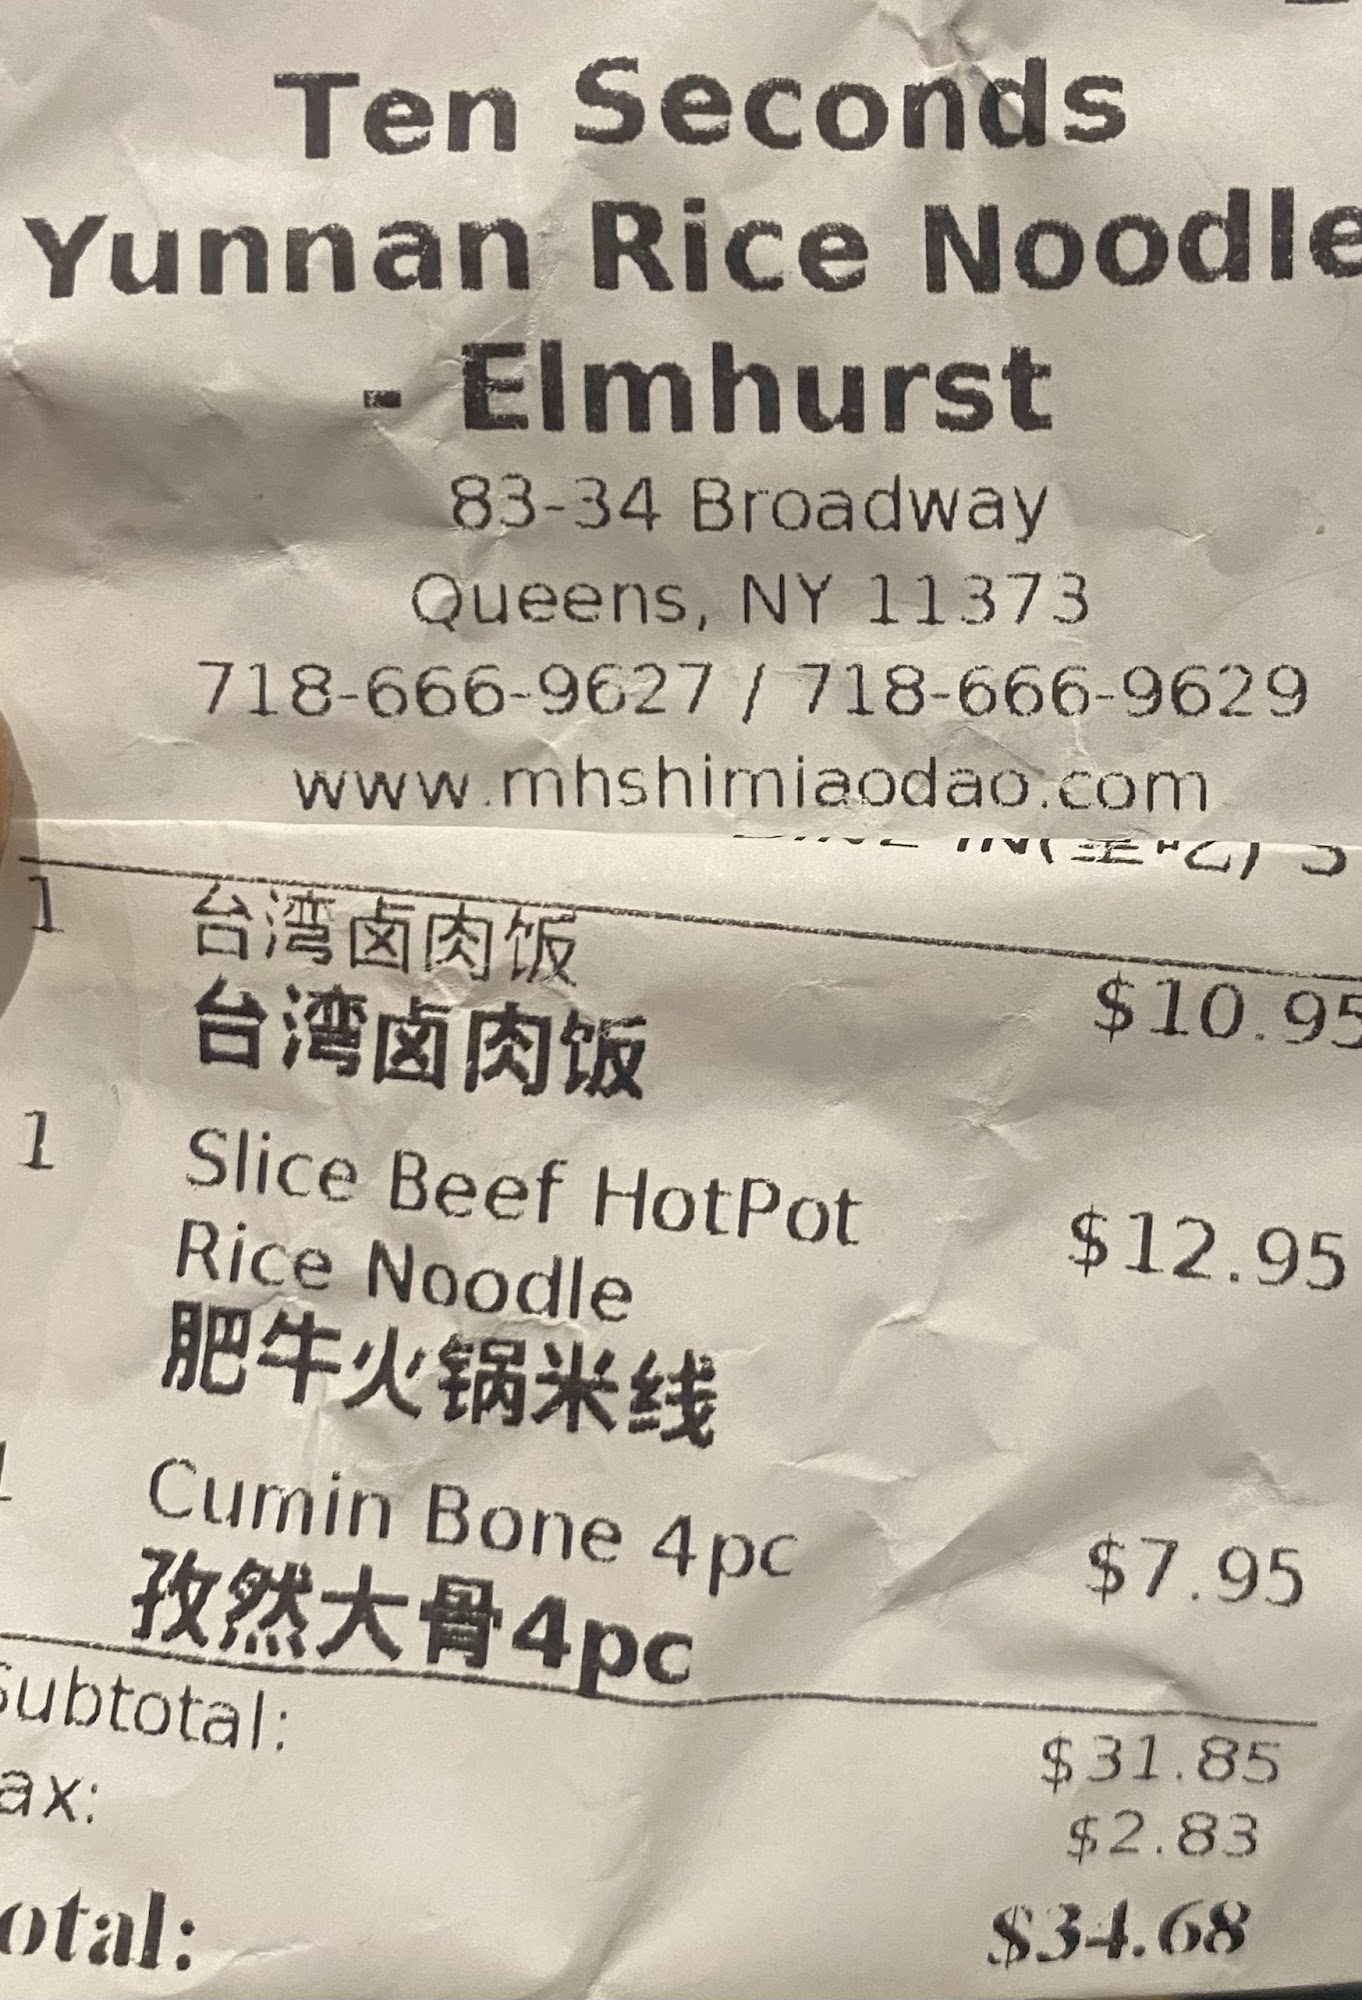 Ten Seconds
Yunnan Rice Noodle
- Elmhurst
83-34 Broadway
Queens, NY 11373
718-666-9627 / 718-666-9629
www.mhshimiaodao.com
1 台湾卤肉饭 $10.95
台湾卤肉饭
1 Slice Beef HotPot $12.95
Rice Noodle
肥牛火锅米线
1 Cumin Bone 4pc $7.95
孜然大骨4pc
Subtotal: $31.85
ax: $2.83
otal: $34.68